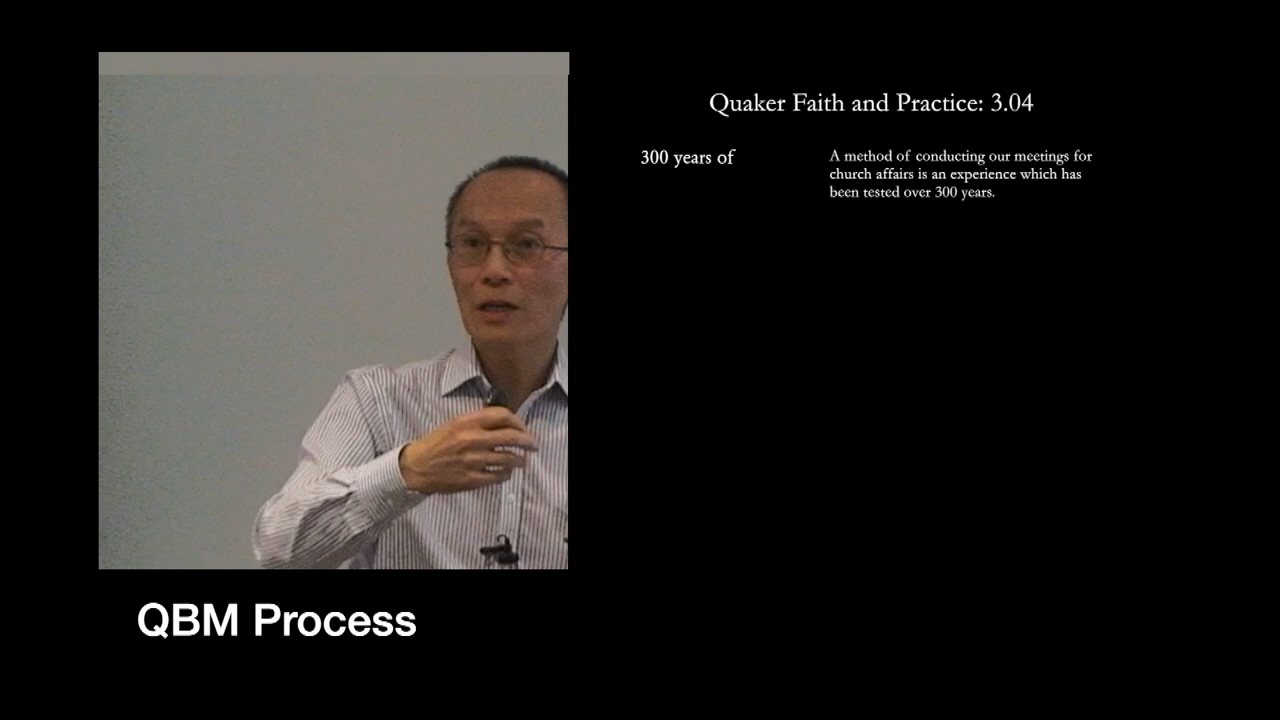 Quaker Faith and Practice: 3.04
300 years of
A method of conducting our meetings for
church affairs is an experience which has
been tested over 300 years.
QBM Process